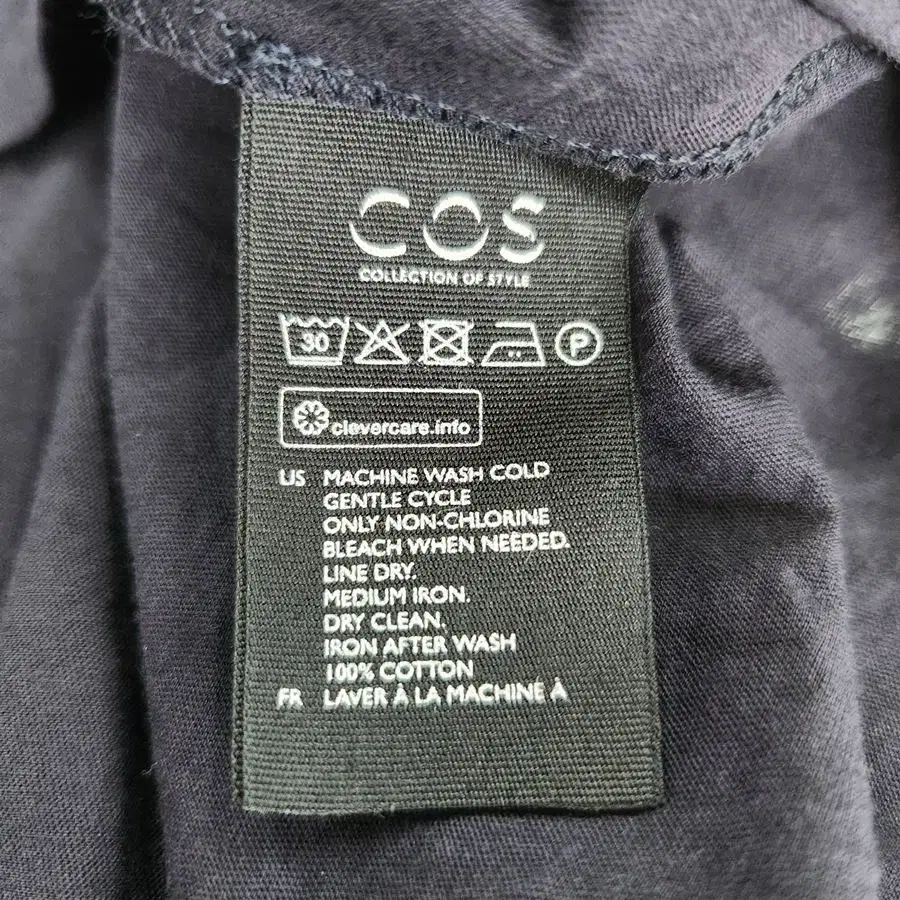 COS
COLLECTION OF STYLE
30 P
clevercare.info
US MACHINE WASH COLD
GENTLE CYCLE
ONLY NON-CHLORINE
BLEACH WHEN NEEDED.
LINE DRY.
MEDIUM IRON.
DRY CLEAN.
IRON AFTER WASH
100% COTTON
FR LAVER À LA MACHINE À